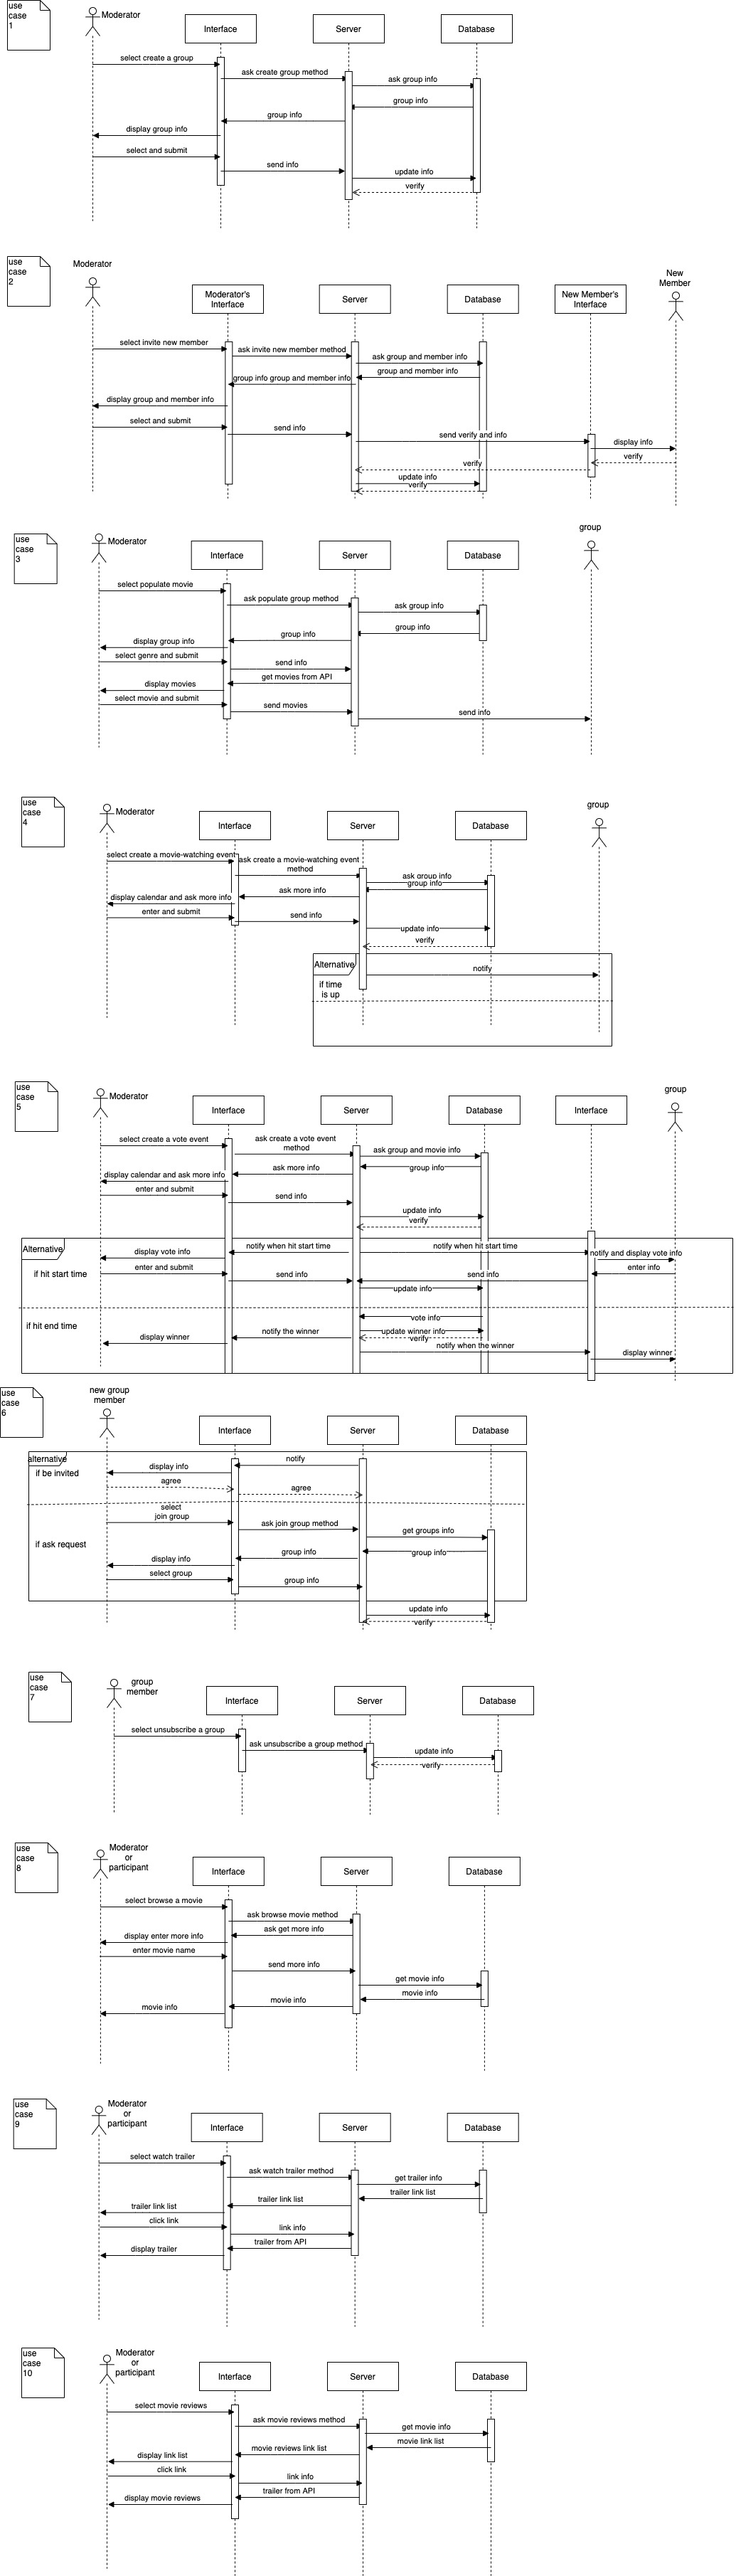 use
case
1
Moderator
Interface
Server
Database
select create a group
ask create group method
ask group info
group info
group info
display group info
select and submit
send info
update info
verify
use
case
2
Moderator
New
Member
Moderator's
Interface
Server
Database
New Member's
Interface
select invite new member
ask invite new member method
ask group and member info
group and member info
group info group and member info
display group and member info
select and submit
send info
send verify and info
display info
verify
verify
update info
verify
use
case
3
Moderator
group
Interface
Server
Database
select populate movie
ask populate group method
ask group info
group info
group info
display group info
select genre and submit
send info
get movies from API
display movies
select movie and submit
send movies
send info
use
case
4
Moderator
group
Interface
Server
Database
select create a movie-watching event
ask create a movie-watching event
method
ask group info
group info
ask more info
display calendar and ask more info
enter and submit
send info
update info
verify
Alternative
notify
if time
is up
use
case
5
Moderator
group
Interface
Server
Database
Interface
select create a vote event
ask create a vote event
method
ask group and movie info
group info
ask more info
display calendar and ask more info
enter and submit
send info
update info
verify
Alternative
notify when hit start time
notify when hit start time
display vote info
notify and display vote info
if hit start time
enter and submit
enter info
send info
send info
update info
vote info
if hit end time
update winner info
notify the winner
verify
display winner
notify when the winner
display winner
use
case
6
new group
member
Interface
Server
Database
alternative
notify
if be invited
display info
agree
agree
select
join group
ask join group method
get groups info
if ask request
group info
group info
display info
select group
group info
update info
verify
use
case
7
group
member
Interface
Server
Database
select unsubscribe a group
ask unsubscribe a group method
update info
verify
use
case
8
Moderator
or
participant
Interface
Server
Database
select browse a movie
ask browse movie method
ask get more info
display enter more info
enter movie name
send more info
get movie info
movie info
movie info
movie info
use
case
9
Moderator
or
participant
Interface
Server
Database
select watch trailer
ask watch trailer method
get trailer info
trailer link list
trailer link list
trailer link list
click link
link info
trailer from API
display trailer
use
case
10
Moderator
or
participant
Interface
Server
Database
select movie reviews
ask movie reviews method
get movie info
movie link list
movie reviews link list
display link list
click link
link info
trailer from API
display movie reviews